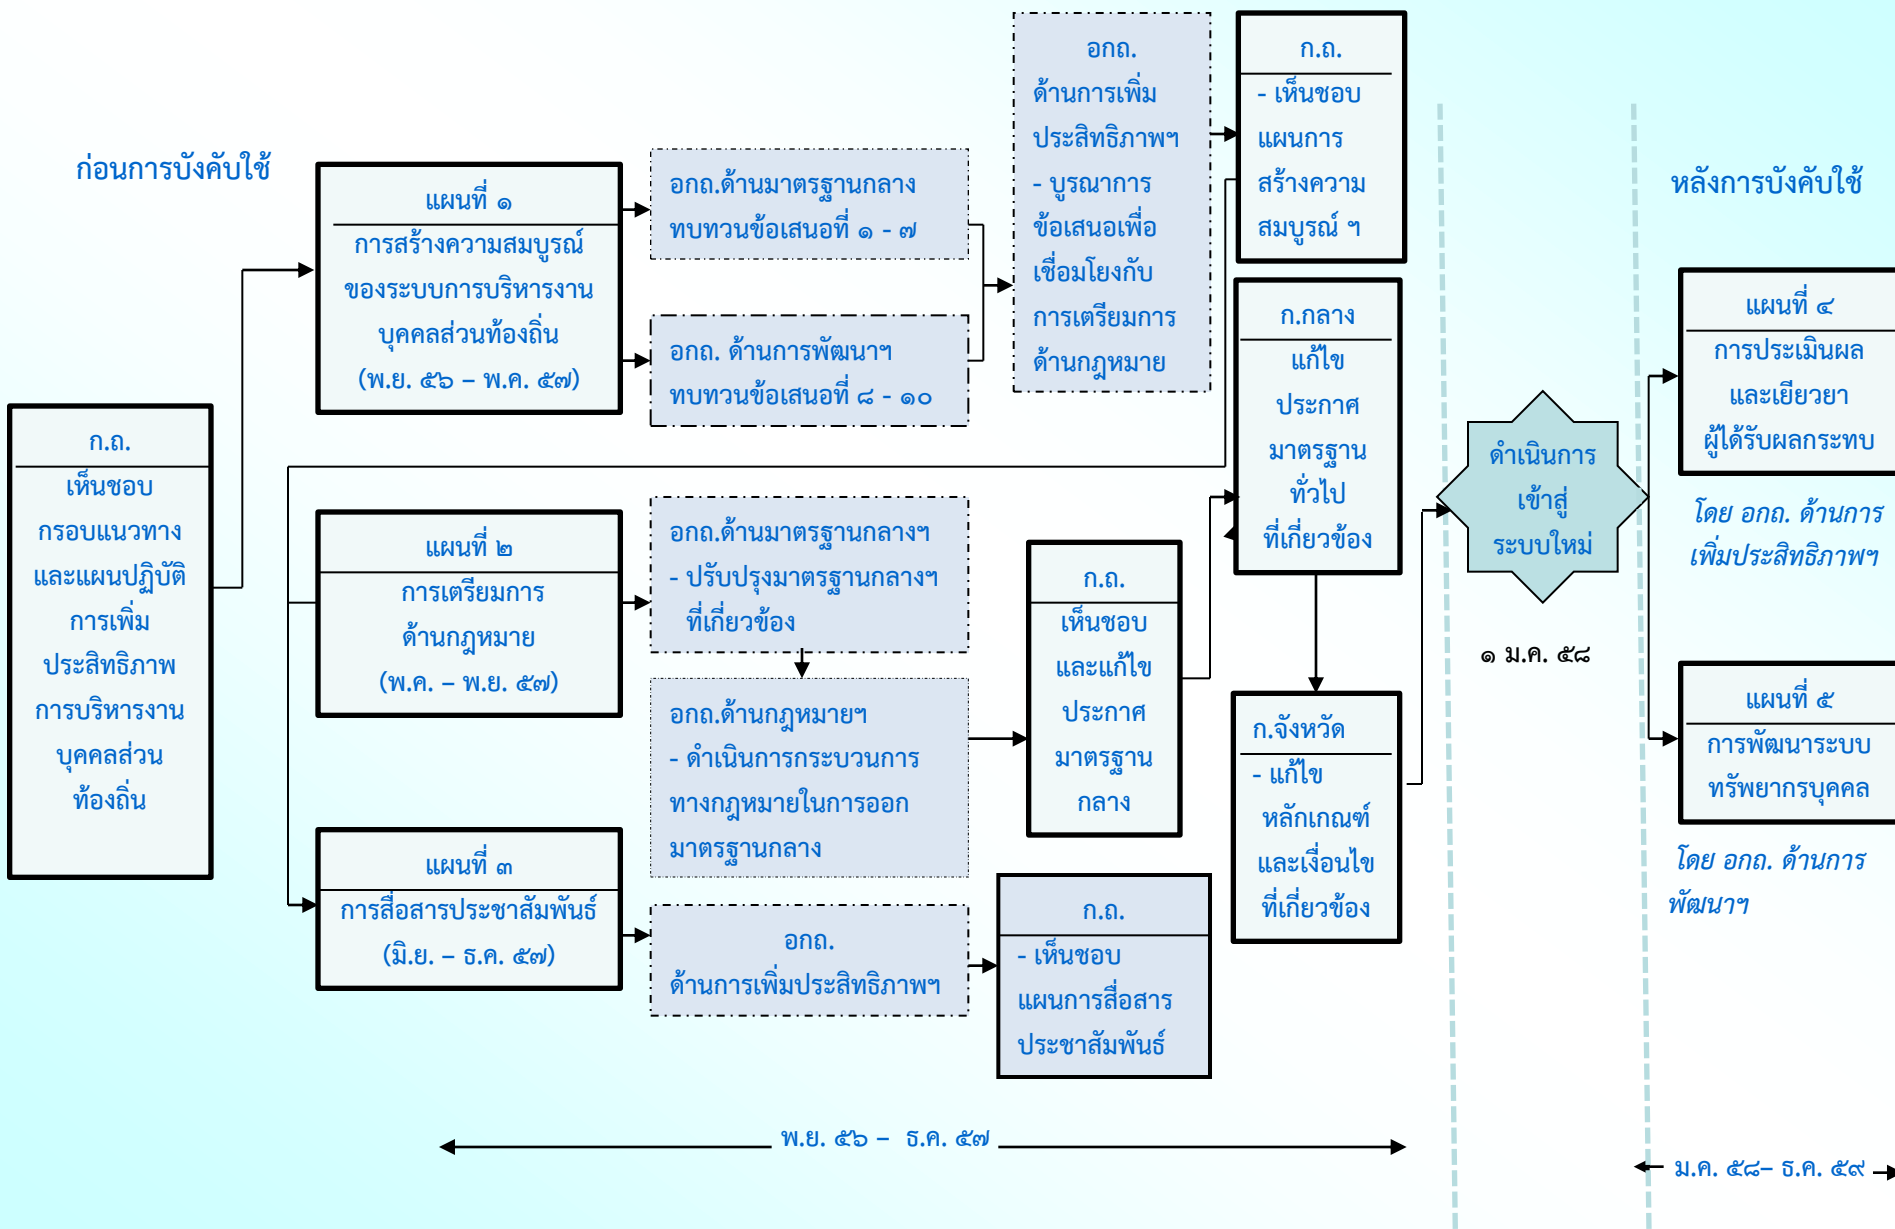 ก่อนการบังคับใช้
ก.ถ.
เห็นชอบ
กรอบแนวทาง
และแผนปฏิบัติ
การเพิ่ม
ประสิทธิภาพ
การบริหารงาน
บุคคลส่วน
ท้องถิ่น
แผนที่ ๑
การสร้างความสมบูรณ์
ของระบบการบริหารงาน
บุคคลส่วนท้องถิ่น
(พ.ย. ๕๖ – พ.ค. ๕๗)
อกถ.ด้านมาตรฐานกลาง
ทบทวนข้อเสนอที่ ๑ - ๗
อกถ. ด้านการพัฒนาฯ
ทบทวนข้อเสนอที่ ๘ - ๑๐
อกถ.
ด้านการเพิ่ม
ประสิทธิภาพฯ
- บูรณาการ
ข้อเสนอเพื่อ
เชื่อมโยงกับ
การเตรียมการ
ด้านกฎหมาย
ก.ถ.
- เห็นชอบ
แผนการ
สร้างความ
สมบูรณ์ ฯ
แผนที่ ๒
การเตรียมการ
ด้านกฎหมาย
(พ.ค. – พ.ย. ๕๗)
อกถ.ด้านมาตรฐานกลางฯ
- ปรับปรุงมาตรฐานกลางฯ
ที่เกี่ยวข้อง
อกถ.ด้านกฎหมายฯ
- ดำเนินการกระบวนการ
ทางกฎหมายในการออก
มาตรฐานกลาง
ก.ถ.
เห็นชอบ
และแก้ไข
ประกาศ
มาตรฐาน
กลาง
ก.กลาง
แก้ไข
ประกาศ
มาตรฐาน
ทั่วไป
ที่เกี่ยวข้อง
ก.จังหวัด
- แก้ไข
หลักเกณฑ์
และเงื่อนไข
ที่เกี่ยวข้อง
แผนที่ ๓
การสื่อสารประชาสัมพันธ์
(มิ.ย. – ธ.ค. ๕๗)
อกถ.
ด้านการเพิ่มประสิทธิภาพฯ
ก.ถ.
- เห็นชอบ
แผนการสื่อสาร
ประชาสัมพันธ์
พ.ย. ๕๖ – ธ.ค. ๕๗
ดำเนินการ
เข้าสู่
ระบบใหม่
๑ ม.ค. ๕๘
หลังการบังคับใช้
แผนที่ ๔
การประเมินผล
และเยียวยา
ผู้ได้รับผลกระทบ
โดย อกถ. ด้านการ
เพิ่มประสิทธิภาพฯ
แผนที่ ๕
การพัฒนาระบบ
ทรัพยากรบุคคล
โดย อกถ. ด้านการ
พัฒนาฯ
ม.ค. ๕๘– ธ.ค. ๕๙